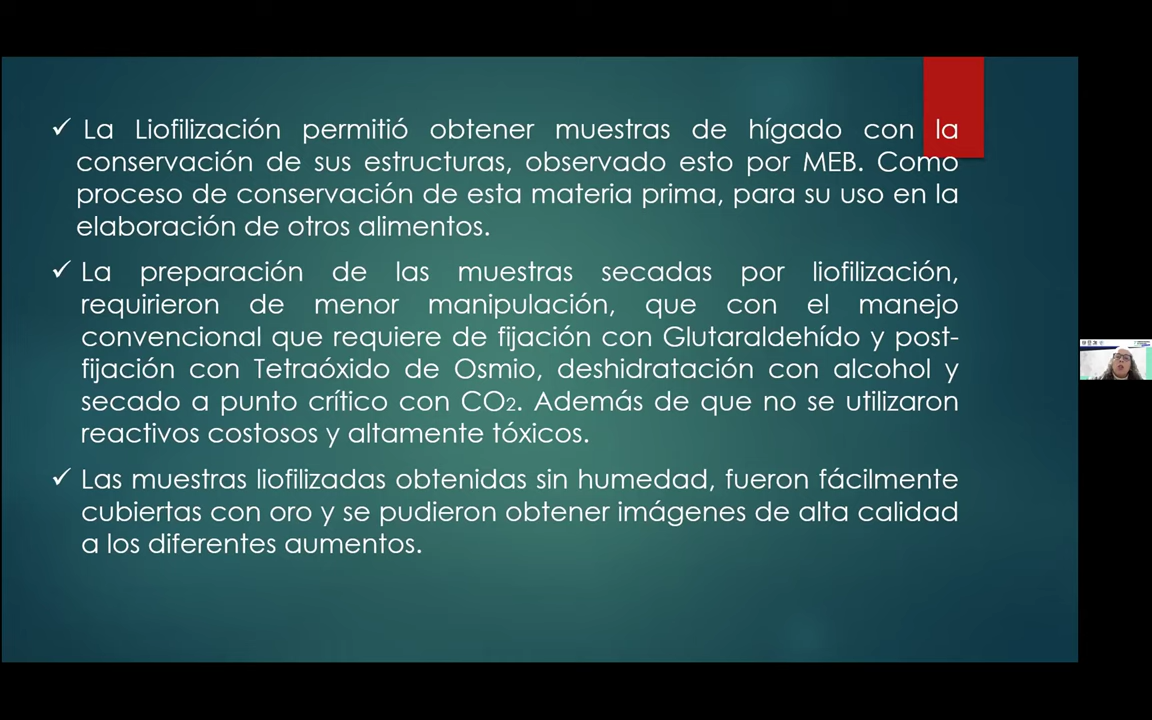 ✓ La Liofilización permitió obtener muestras de hígado con la
conservación de sus estructuras, observado esto por MEB. Como
proceso de conservación de esta materia prima, para su uso en la
elaboración de otros alimentos.
✓ La preparación de las muestras secadas por liofilización,
requirieron de menor manipulación, que con el manejo
convencional que requiere de fijación con Glutaraldehído y post-
fijación con Tetraóxido de Osmio, deshidratación con alcohol y
secado a punto crítico con CO₂. Además de que no se utilizaron
reactivos costosos y altamente tóxicos.
✓ Las muestras liofilizadas obtenidas sin humedad, fueron fácilmente
cubiertas con oro y se pudieron obtener imágenes de alta calidad
a los diferentes aumentos.